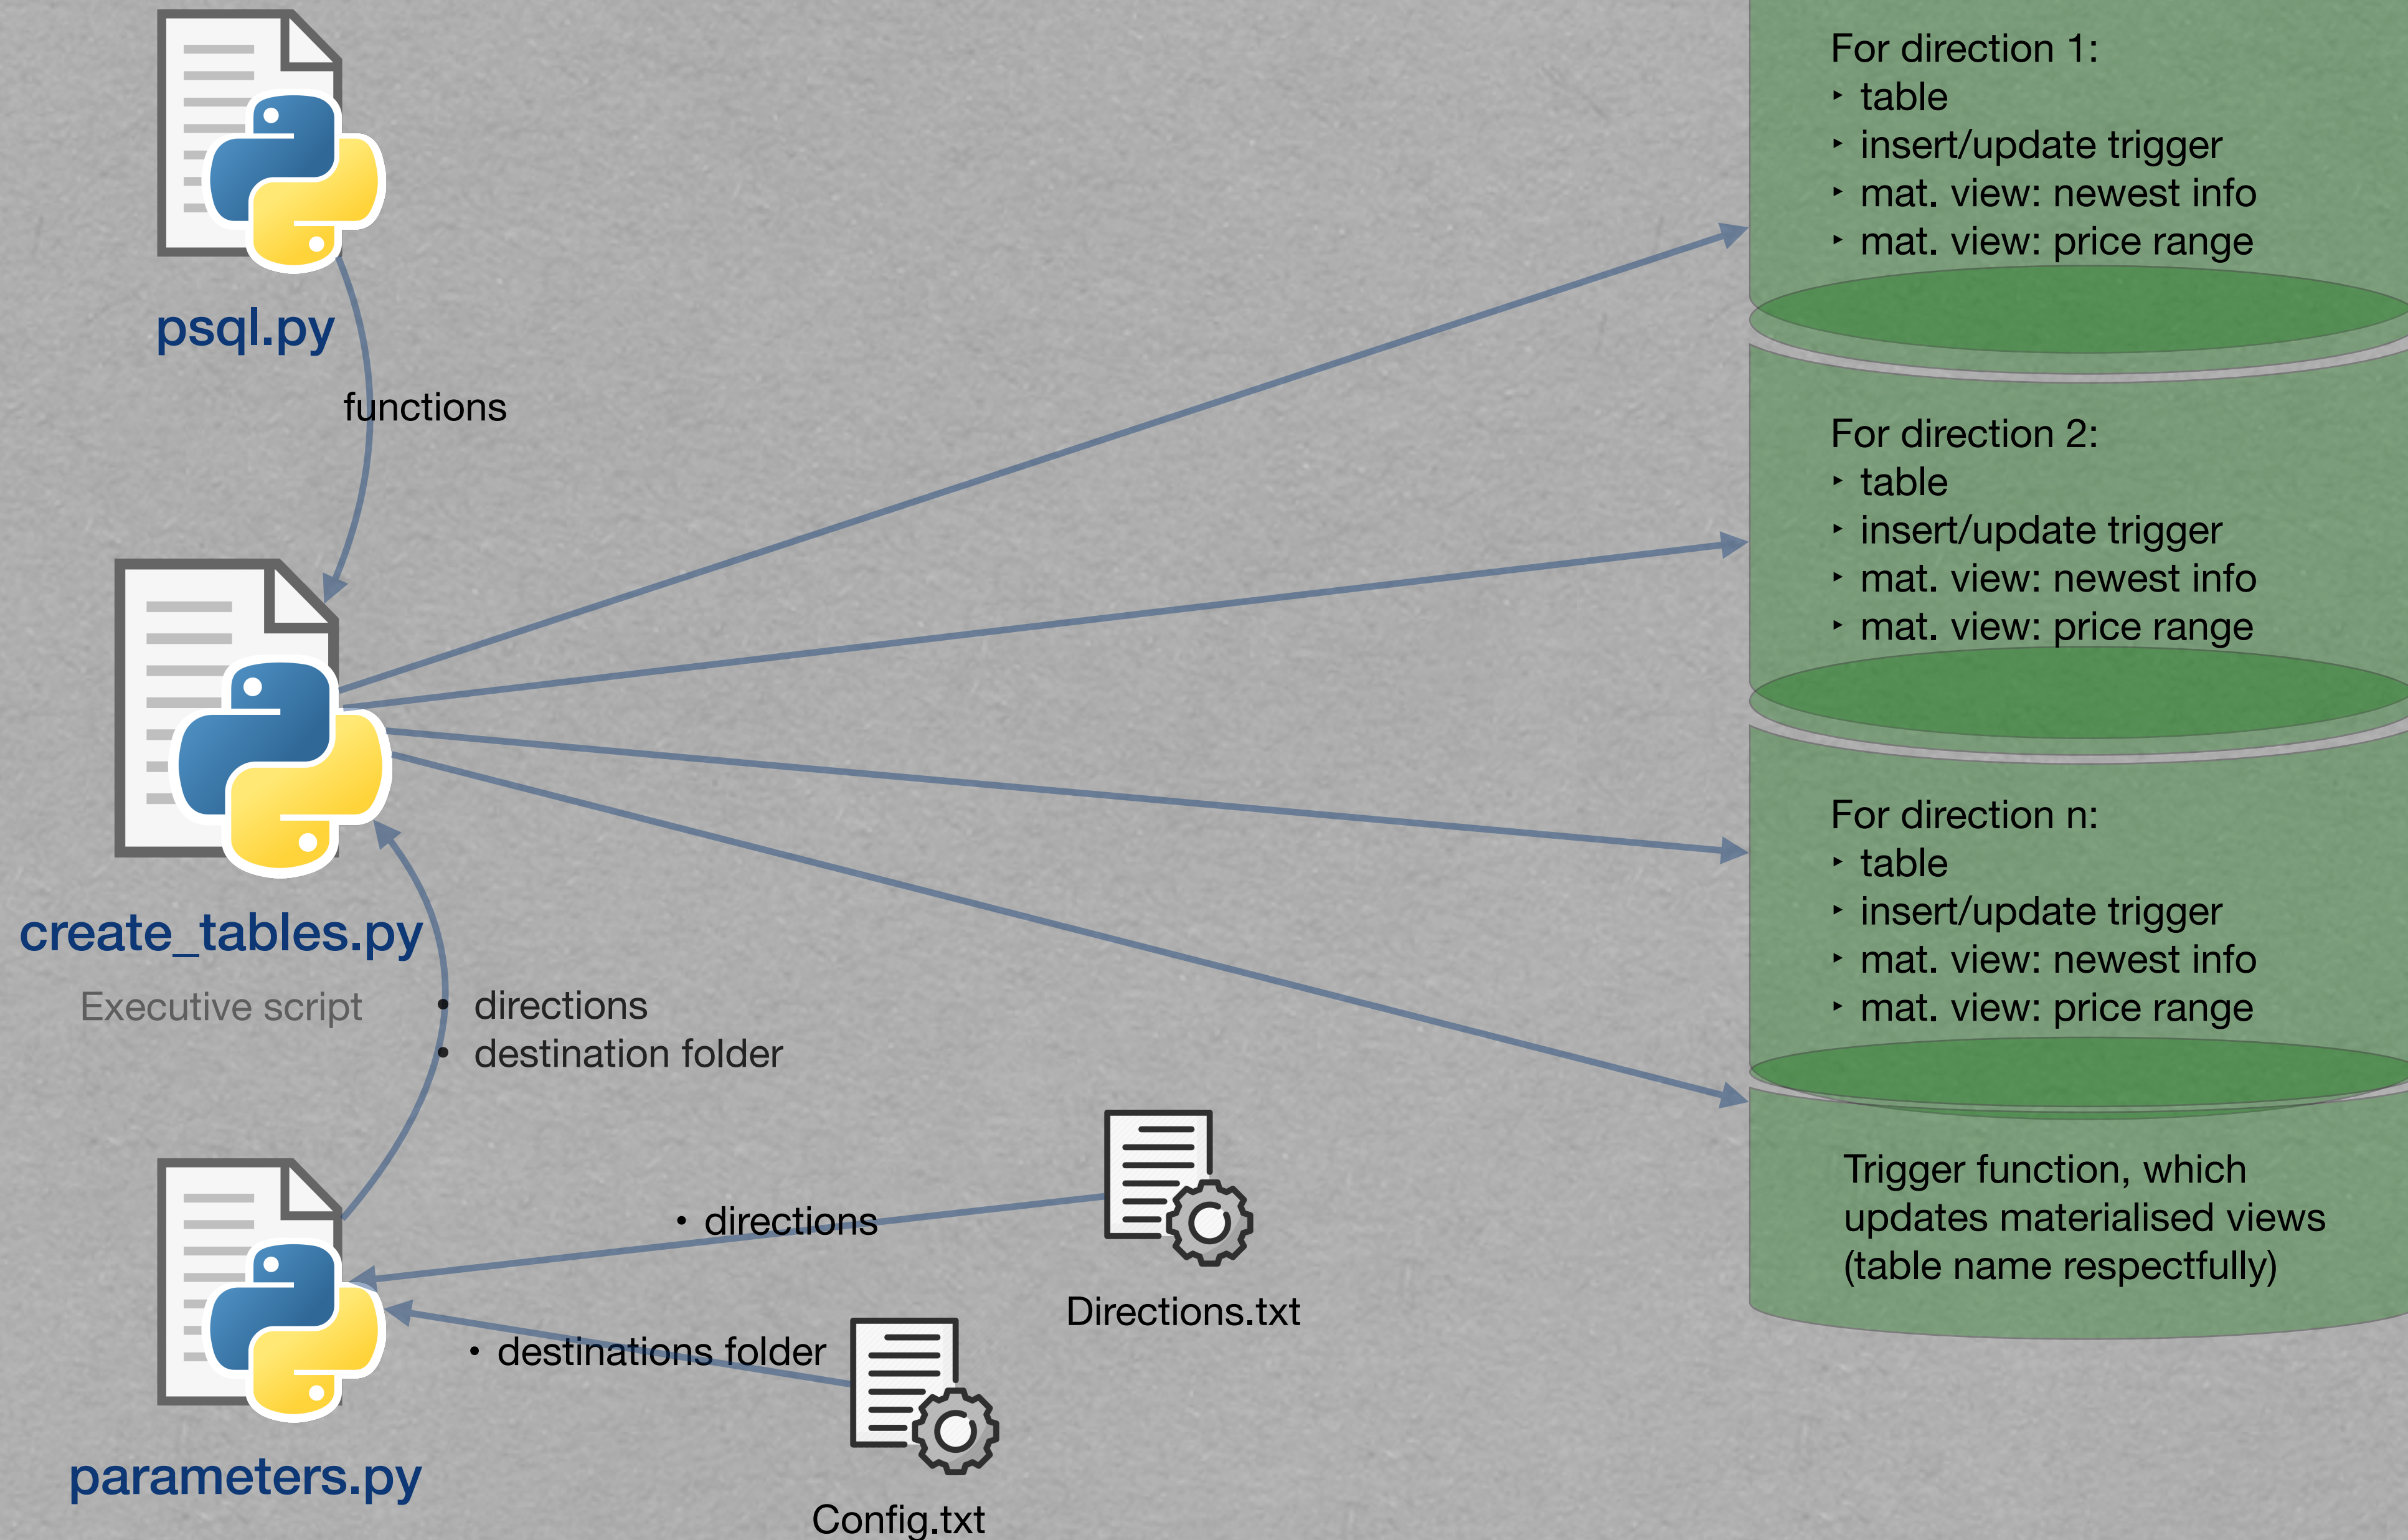 psql.py
functions
create_tables.py
Executive script
• directions
• destination folder
parameters.py
• directions
• destinations folder
Directions.txt
Config.txt
For direction 1:
‣ table
‣ insert/update trigger
‣ mat. view: newest info
‣ mat. view: price range
For direction 2:
‣ table
‣ insert/update trigger
‣ mat. view: newest info
‣ mat. view: price range
For direction n:
‣ table
‣ insert/update trigger
‣ mat. view: newest info
‣ mat. view: price range
Trigger function, which
updates materialised views
(table name respectfully)